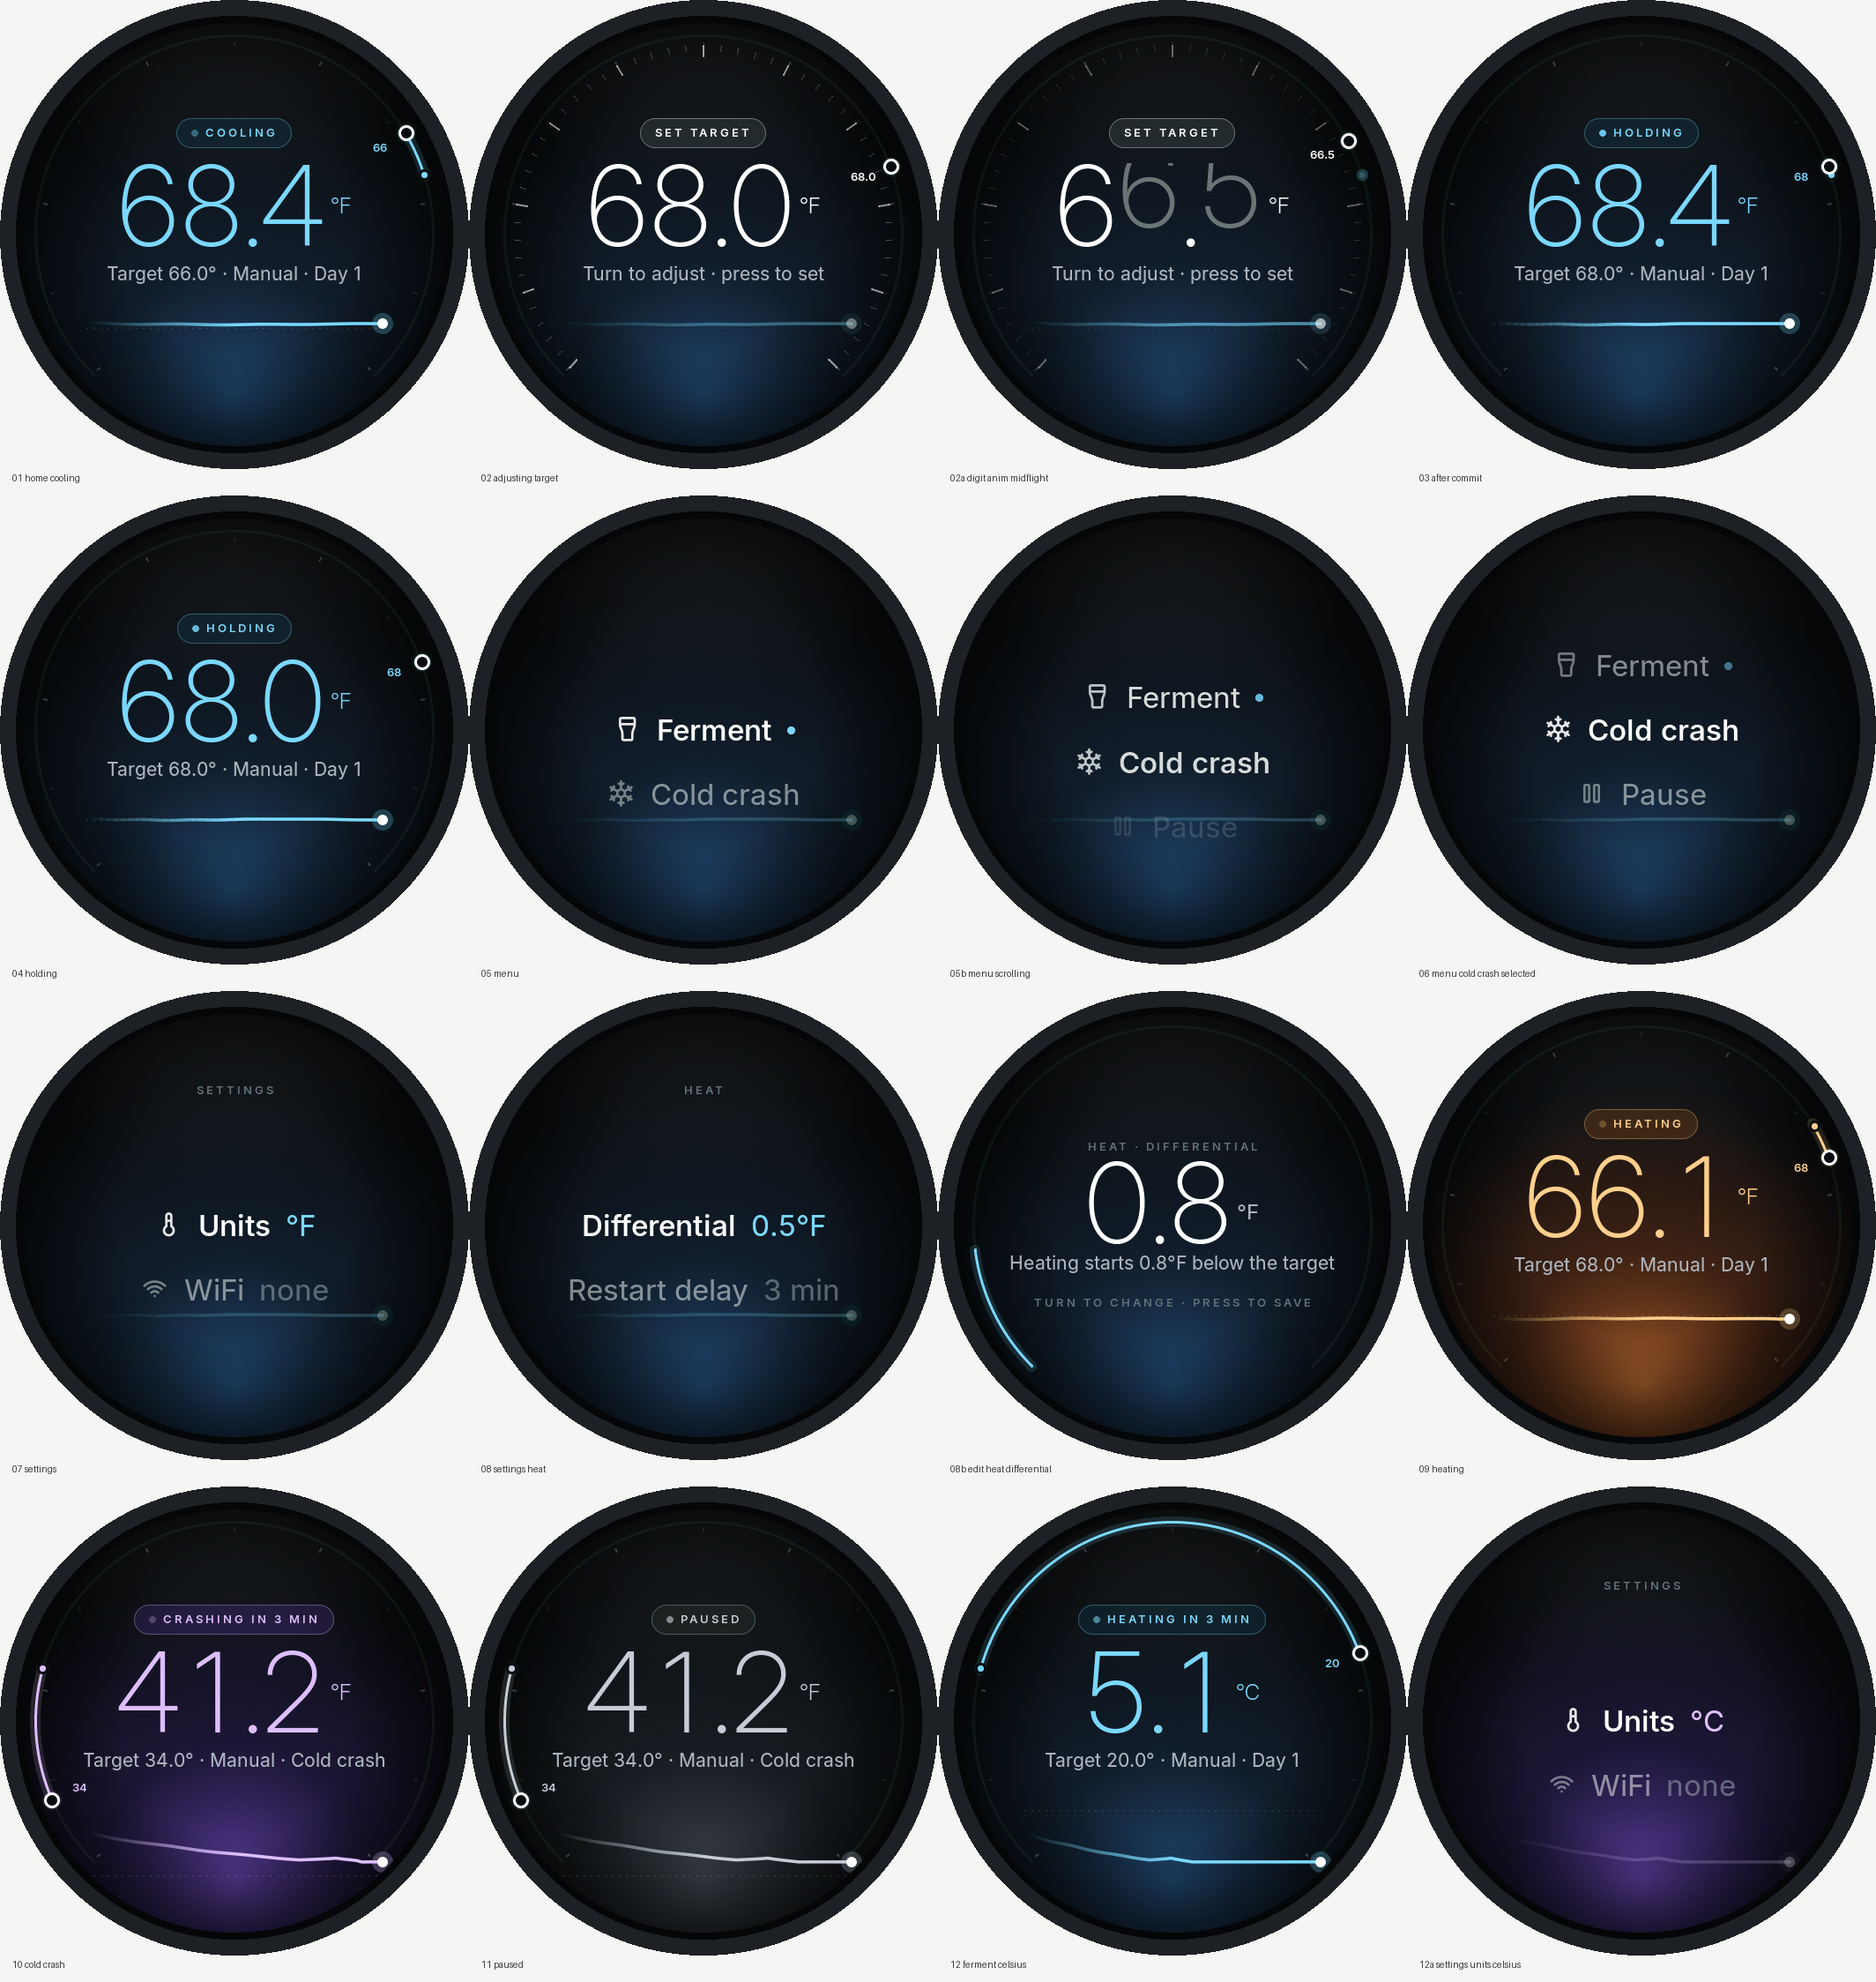 COOLING
66
68.4 °F
Target 66.0° · Manual · Day 1
01 home cooling
SET TARGET
68.0
68.0 °F
Turn to adjust · press to set
02 adjusting target
SET TARGET
66.5
66.5 °F
Turn to adjust · press to set
02a digit anim midflight
HOLDING
68
68.4 °F
Target 68.0° · Manual · Day 1
03 after commit
HOLDING
68
68.0 °F
Target 68.0° · Manual · Day 1
04 holding
Ferment
Cold crash
05 menu
Ferment
Cold crash
Pause
05b menu scrolling
Ferment
Cold crash
Pause
06 menu cold crash selected
SETTINGS
Units °F
WiFi none
07 settings
HEAT
Differential 0.5°F
Restart delay 3 min
08 settings heat
HEAT · DIFFERENTIAL
0.8 °F
Heating starts 0.8°F below the target
TURN TO CHANGE · PRESS TO SAVE
08b edit heat differential
HEATING
68
66.1 °F
Target 68.0° · Manual · Day 1
09 heating
CRASHING IN 3 MIN
41.2 °F
Target 34.0° · Manual · Cold crash
34
10 cold crash
PAUSED
41.2 °F
Target 34.0° · Manual · Cold crash
34
11 paused
HEATING IN 3 MIN
20
5.1 °C
Target 20.0° · Manual · Day 1
12 ferment celsius
SETTINGS
Units °C
WiFi none
12a settings units celsius